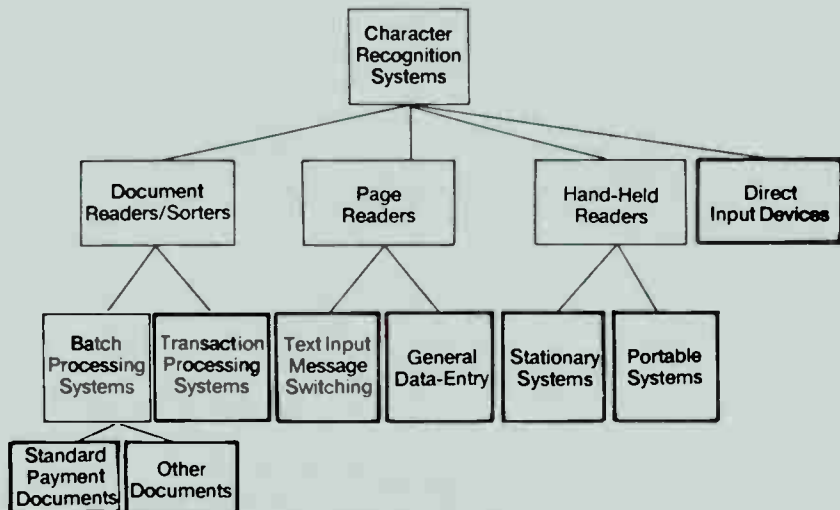 Character
Recognition
Systems
Document
Readers/Sorters
Page
Readers
Hand-Held
Readers
Direct
Input Devices
Batch
Processing
Systems
Transaction
Processing
Systems
Text Input
Message
Switching
General
Data-Entry
Stationary
Systems
Portable
Systems
Standard
Payment
Documents
Other
Documents